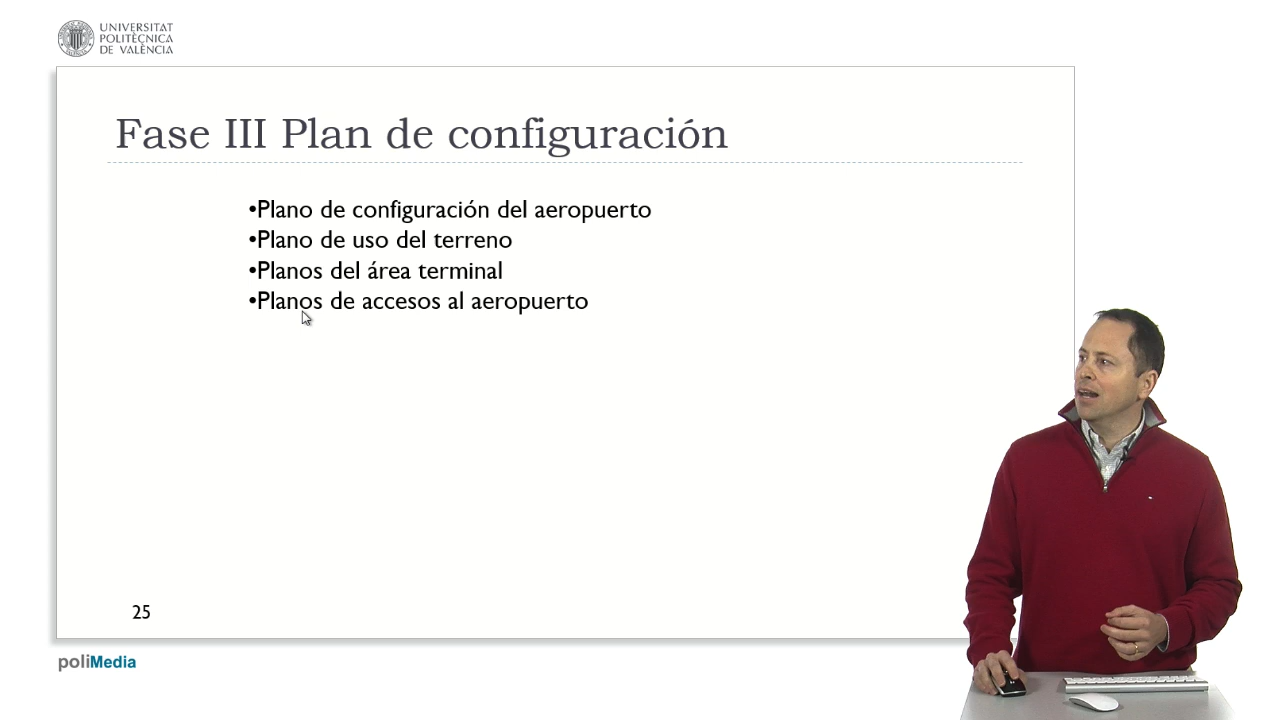 UNIVERSITAT
POLITÈCNICA
DE VALÈNCIA
Fase III Plan de configuración
•Plano de configuración del aeropuerto
•Plano de uso del terreno
•Planos del área terminal
•Planos de accesos al aeropuerto
25
poliMedia